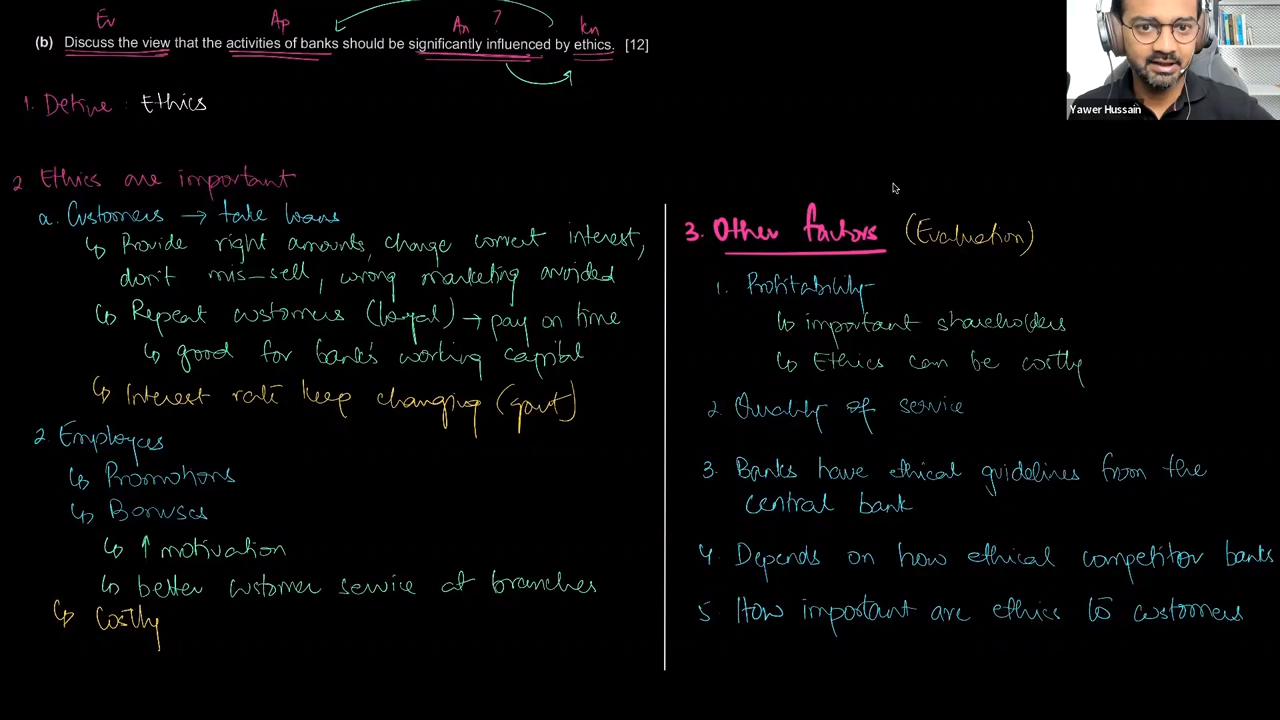 Ev Ap An ? kn
(b) Discuss the view that the activities of banks should be significantly influenced by ethics. [12]
Yawer Hussain
1. Define : Ethics
2 Ethics are important
a. Customers → take loans
↳ Provide right amounts, change correct interest,
don't mis-sell, wrong marketing avoided
↳ Repeat customers (loyal) → pay on time
↳ good for bank's working capital
↳ Interest rate keep changing (govt)
2 Employees
↳ Promotions
↳ Bonuses
↳ ↑ motivation
↳ better customer service at branches
↳ Costly
3. Other factors (Evaluation)
1. Profitability
↳ important shareholders
↳ Ethics can be costly
2. Quality of service
3. Banks have ethical guidelines from the
central bank
4. Depends on how ethical competitor banks
5. How important are ethics to customers